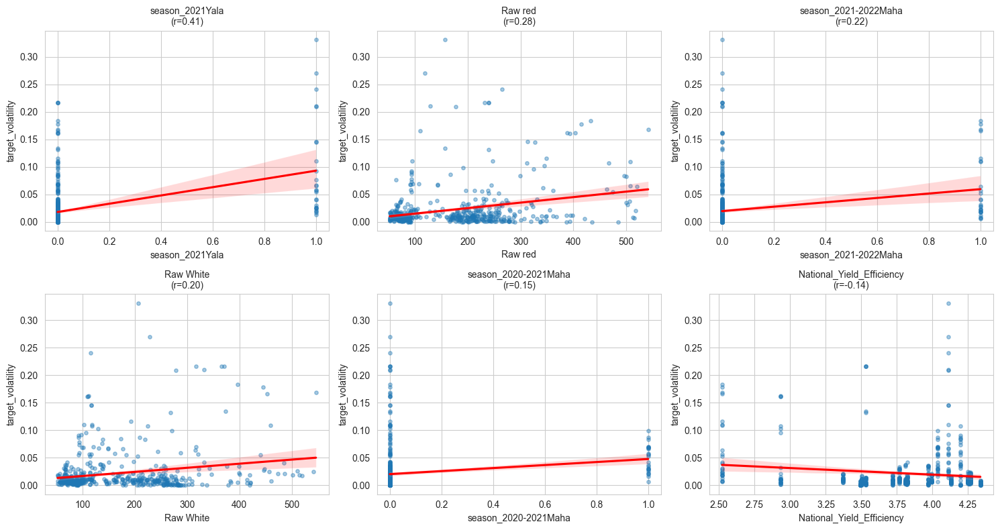 season_2021Yala
(r=0.41)
target_volatility
0.30
0.25
0.20
0.15
0.10
0.05
0.00
0.0 0.2 0.4 0.6 0.8 1.0
season_2021Yala
Raw red
(r=0.28)
target_volatility
0.30
0.25
0.20
0.15
0.10
0.05
0.00
100 200 300 400 500
Raw red
season_2021-2022Maha
(r=0.22)
target_volatility
0.30
0.25
0.20
0.15
0.10
0.05
0.00
0.0 0.2 0.4 0.6 0.8 1.0
season_2021-2022Maha
Raw White
(r=0.20)
target_volatility
0.30
0.25
0.20
0.15
0.10
0.05
0.00
100 200 300 400 500
Raw White
season_2020-2021Maha
(r=0.15)
target_volatility
0.30
0.25
0.20
0.15
0.10
0.05
0.00
0.0 0.2 0.4 0.6 0.8 1.0
season_2020-2021Maha
National_Yield_Efficiency
(r=-0.14)
target_volatility
0.30
0.25
0.20
0.15
0.10
0.05
0.00
2.50 2.75 3.00 3.25 3.50 3.75 4.00 4.25
National_Yield_Efficiency